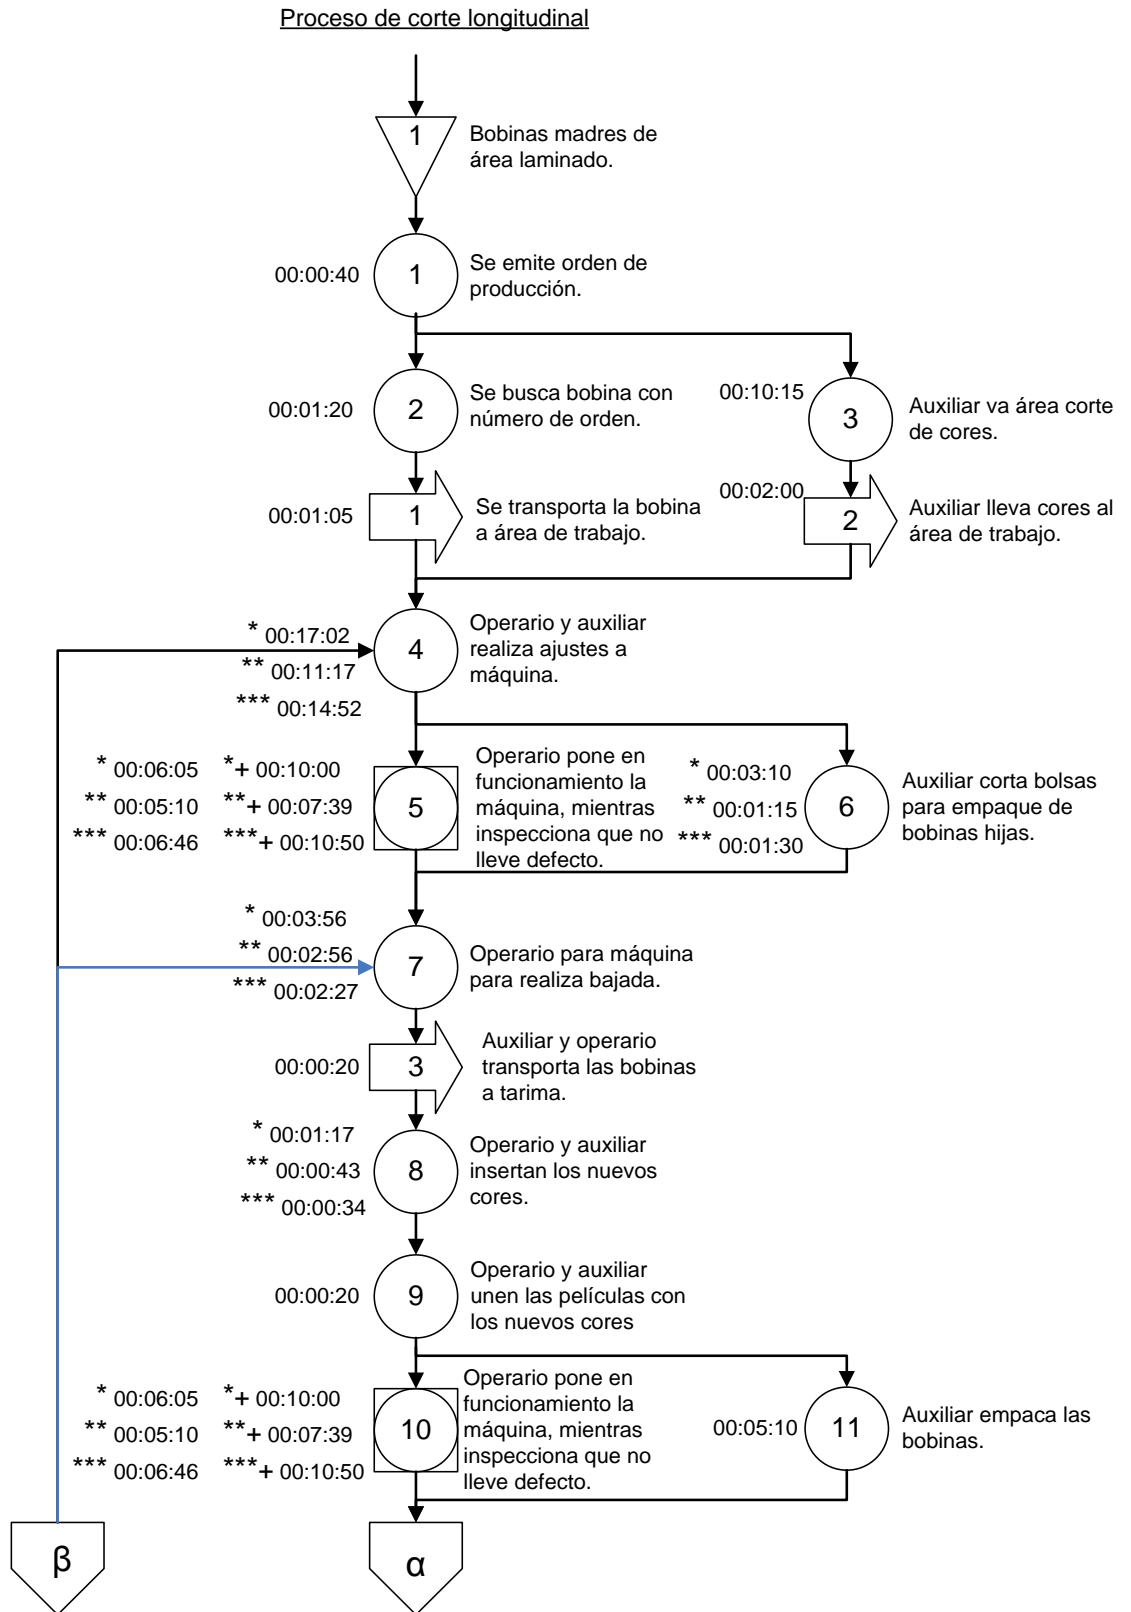 Proceso de corte longitudinal
1
Bobinas madres de
área laminado.
00:00:40
1
Se emite orden de
producción.
00:01:20
2
Se busca bobina con
número de orden.
00:10:15
3
Auxiliar va área corte
de cores.
00:01:05
1
Se transporta la bobina
a área de trabajo.
00:02:00
2
Auxiliar lleva cores al
área de trabajo.
* 00:17:02
** 00:11:17
*** 00:14:52
4
Operario y auxiliar
realiza ajustes a
máquina.
* 00:06:05 *+ 00:10:00
** 00:05:10 **+ 00:07:39
*** 00:06:46 ***+ 00:10:50
5
Operario pone en
funcionamiento la
máquina, mientras
inspecciona que no
lleve defecto.
* 00:03:10
** 00:01:15
*** 00:01:30
6
Auxiliar corta bolsas
para empaque de
bobinas hijas.
* 00:03:56
** 00:02:56
*** 00:02:27
7
Operario para máquina
para realiza bajada.
00:00:20
3
Auxiliar y operario
transporta las bobinas
a tarima.
* 00:01:17
** 00:00:43
*** 00:00:34
8
Operario y auxiliar
insertan los nuevos
cores.
00:00:20
9
Operario y auxiliar
unen las películas con
los nuevos cores
* 00:06:05 *+ 00:10:00
** 00:05:10 **+ 00:07:39
*** 00:06:46 ***+ 00:10:50
10
Operario pone en
funcionamiento la
máquina, mientras
inspecciona que no
lleve defecto.
00:05:10
11
Auxiliar empaca las
bobinas.
β
α